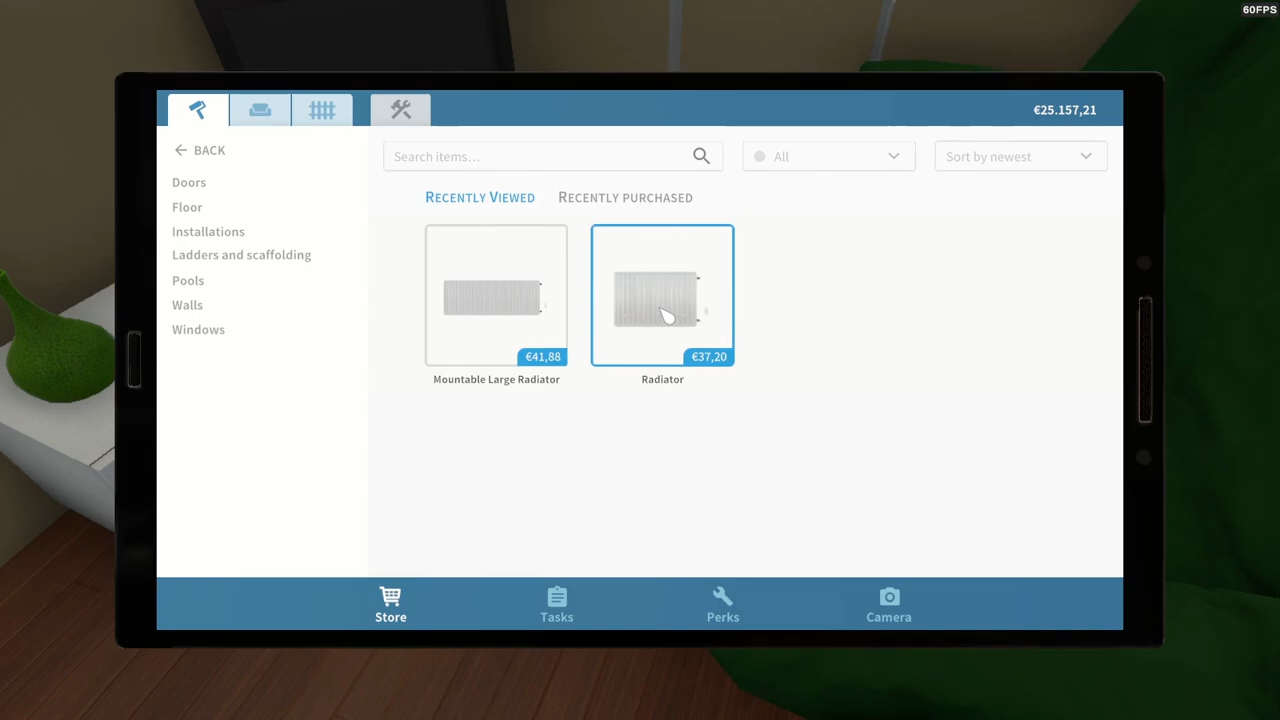 60FPS
€25.157,21
BACK
Search items...
All
Sort by newest
Doors
Floor
Installations
Ladders and scaffolding
Pools
Walls
Windows
RECENTLY VIEWED
RECENTLY PURCHASED
€41,88
€37,20
Mountable Large Radiator
Radiator
Store
Tasks
Perks
Camera